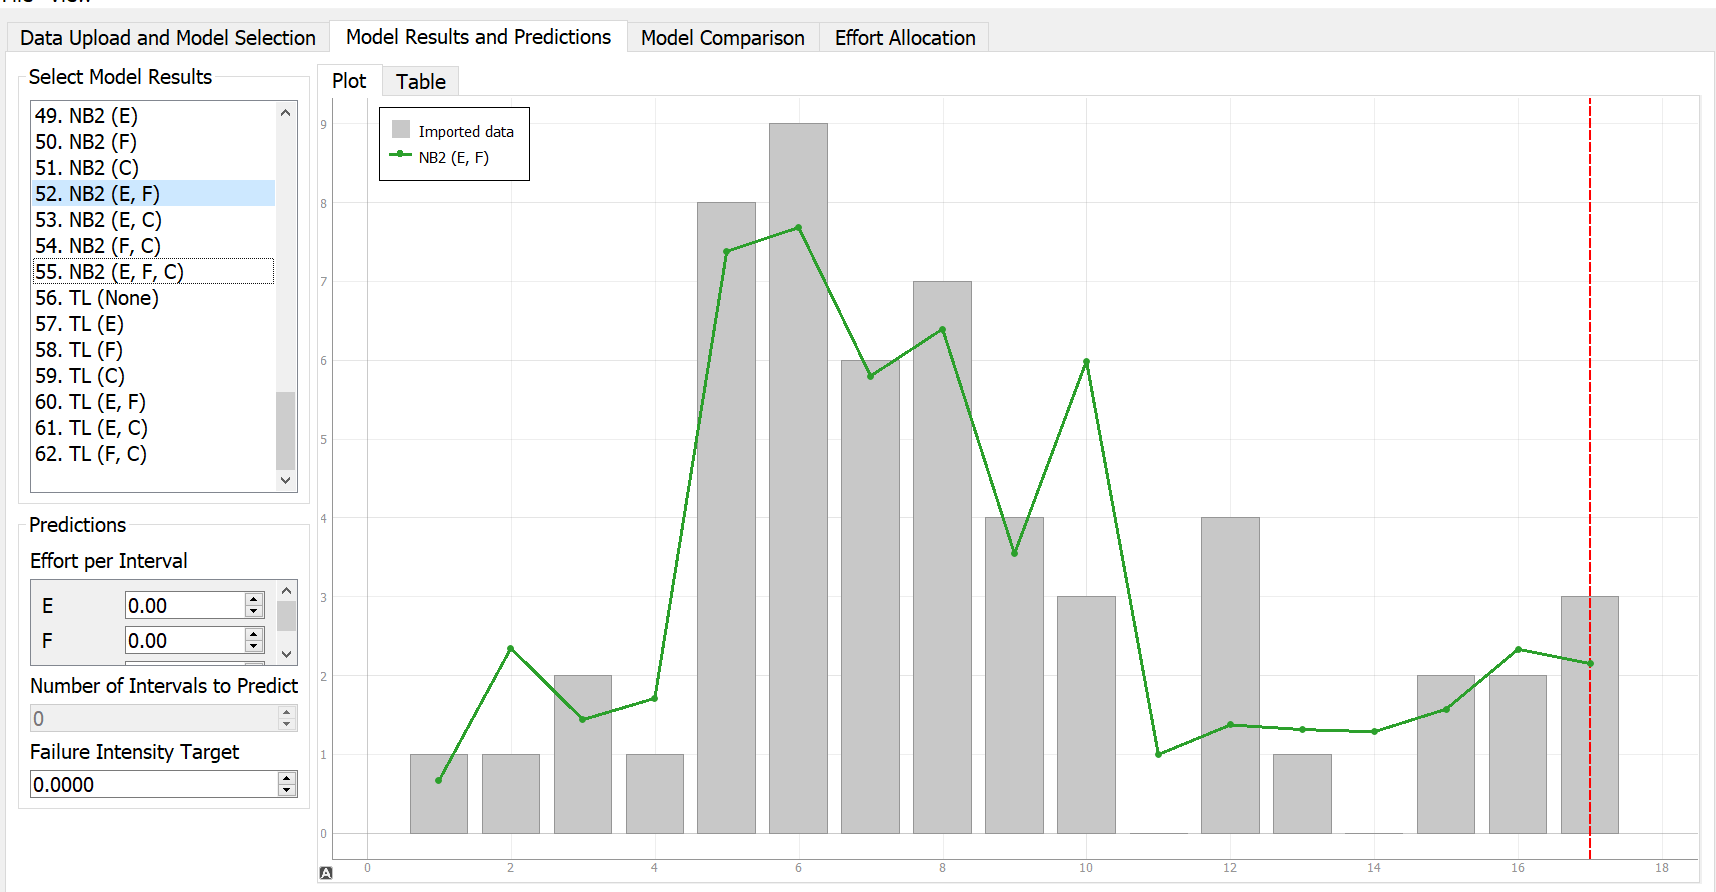 Data Upload and Model Selection
Model Results and Predictions
Model Comparison
Effort Allocation
Select Model Results
49. NB2 (E)
50. NB2 (F)
51. NB2 (C)
52. NB2 (E, F)
53. NB2 (E, C)
54. NB2 (F, C)
55. NB2 (E, F, C)
56. TL (None)
57. TL (E)
58. TL (F)
59. TL (C)
60. TL (E, F)
61. TL (E, C)
62. TL (F, C)
Predictions
Effort per Interval
E 0.00
F 0.00
Number of Intervals to Predict
0
Failure Intensity Target
0.0000
Plot
Table
Imported data
NB2 (E, F)
9
8
7
6
5
4
3
2
1
0
A
0 2 4 6 8 10 12 14 16 18